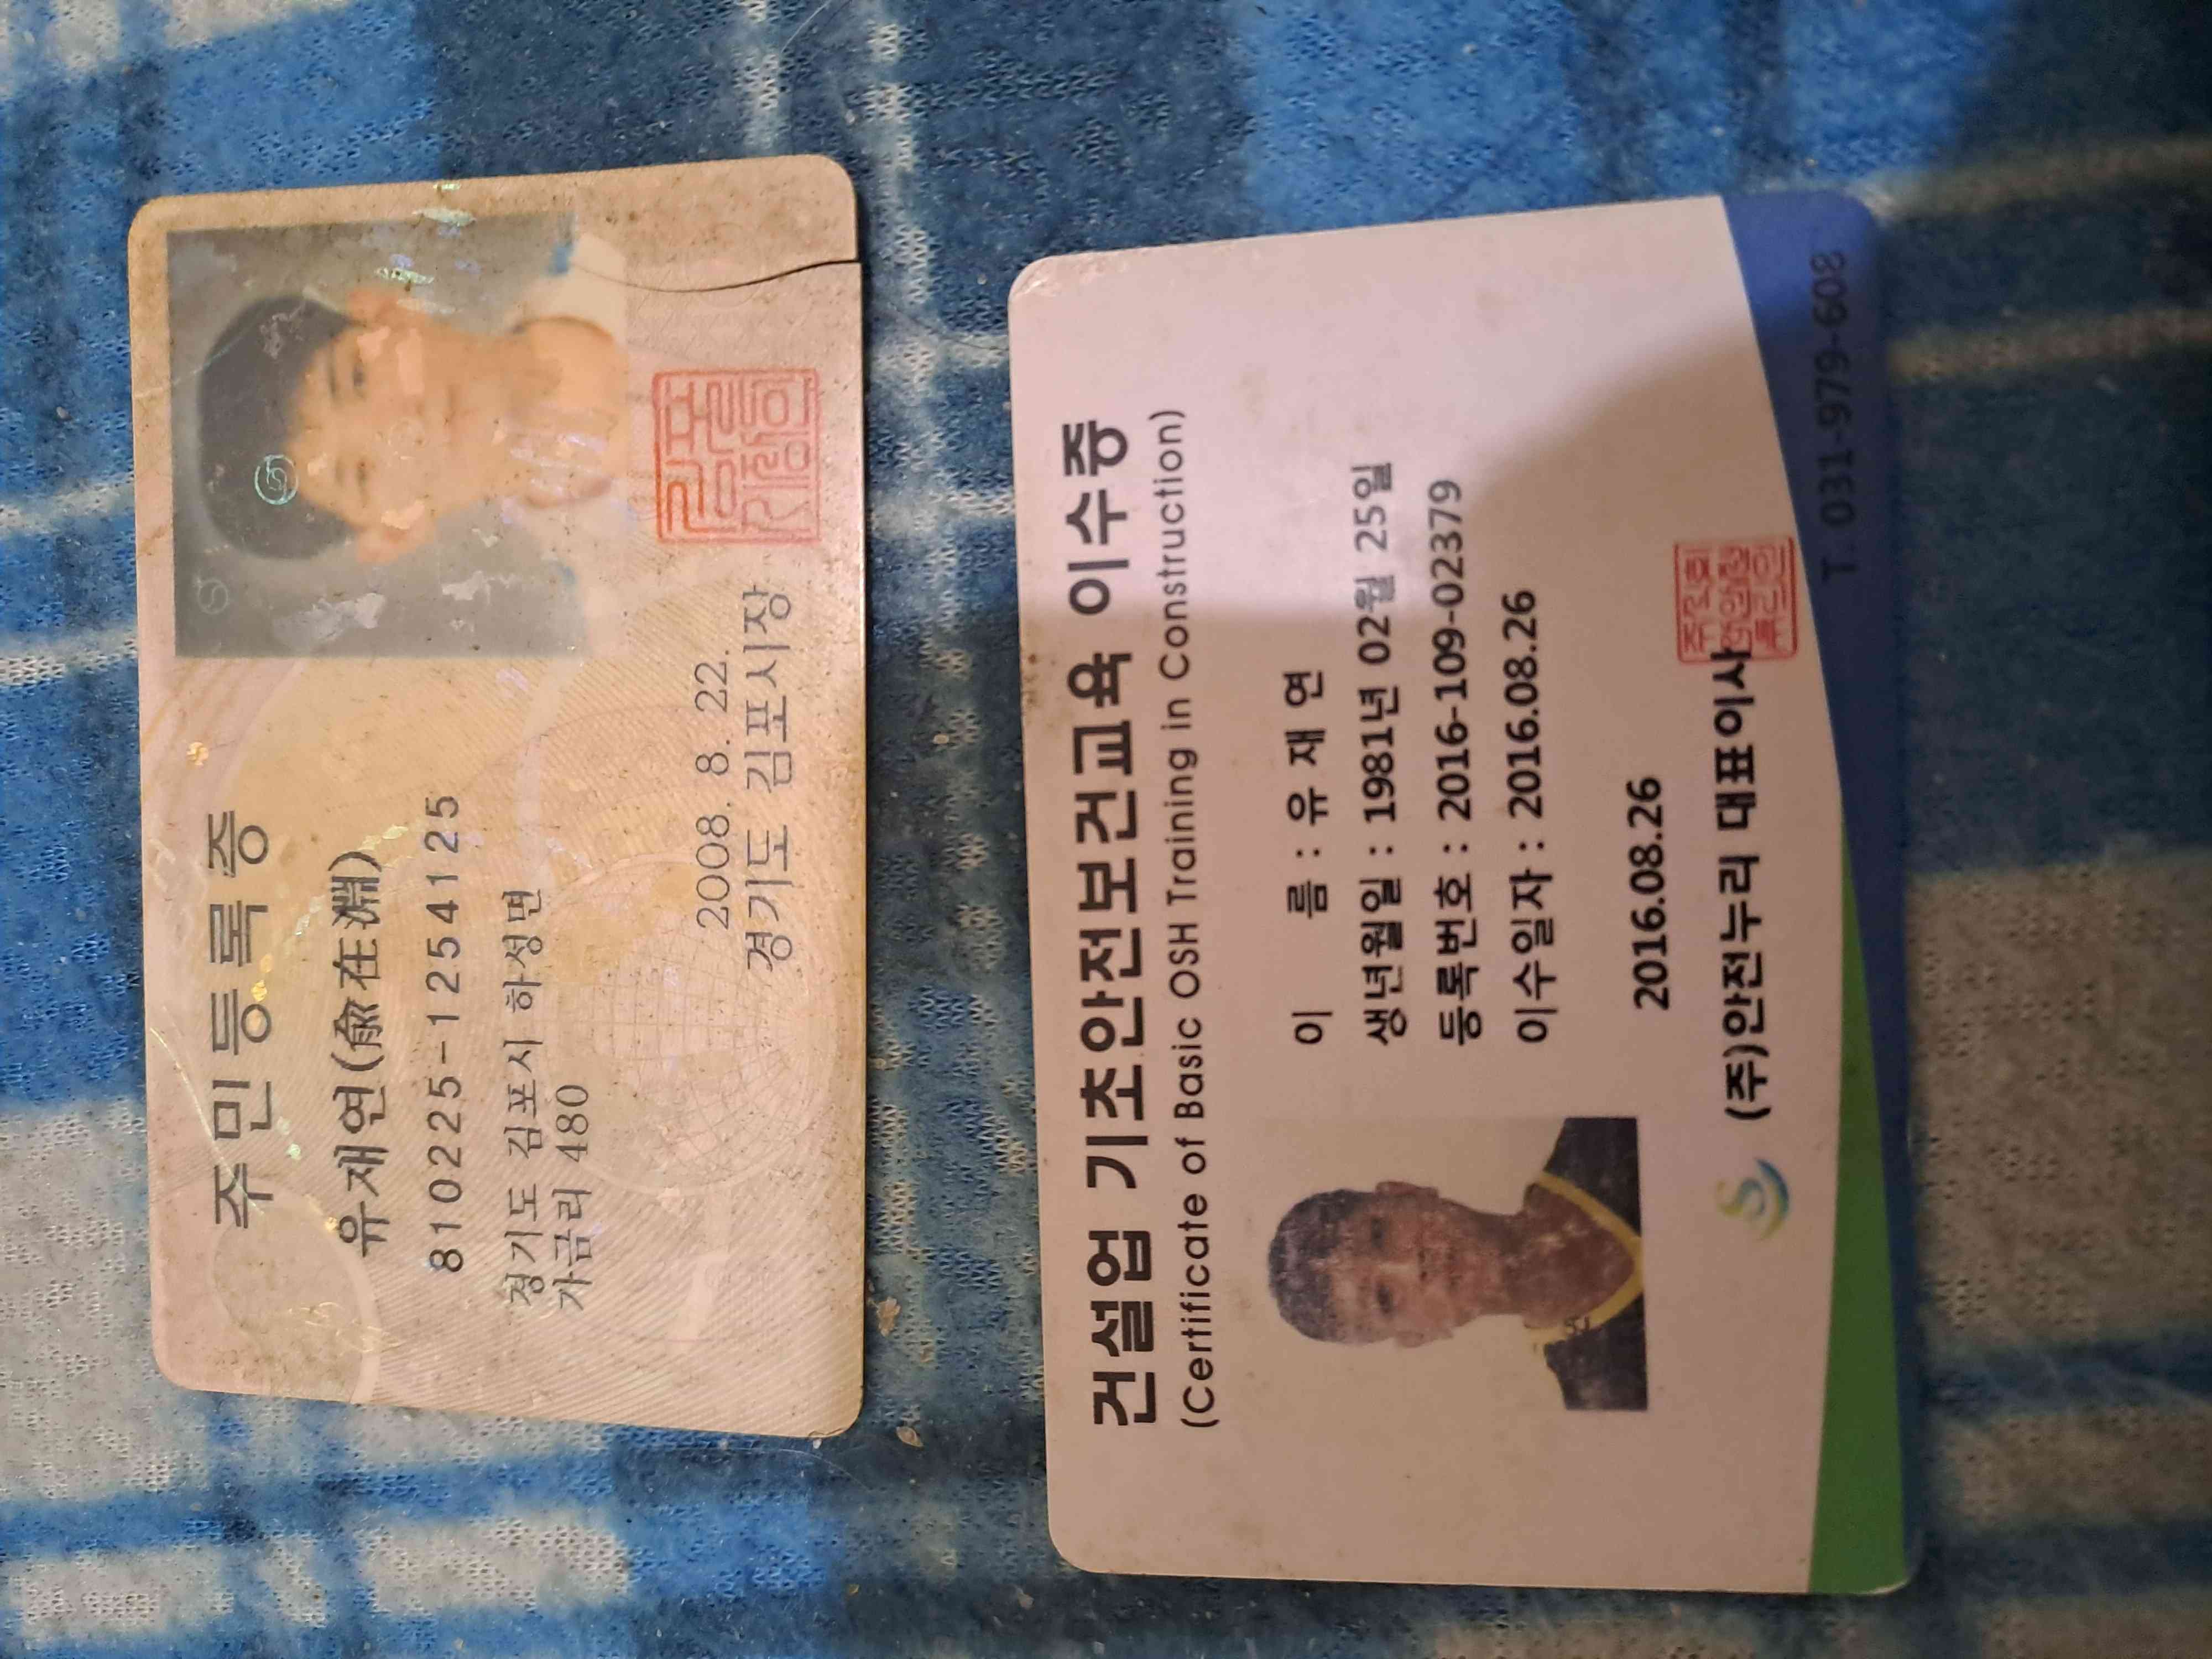 주민등록증
유재연(兪在淵)
810225-1254125
경기도 김포시 하성면
가금리 480
2008. 8. 22.
경기도 김포시장
건설업 기초안전보건교육 이수증
(Certificate of Basic OSH Training in Construction)
이 름 : 유 재 연
생년월일 : 1981년 02월 25일
등록번호 : 2016-109-02379
이수일자 : 2016.08.26
2016.08.26
(주)안전누리 대표이사
T. 031-979-608